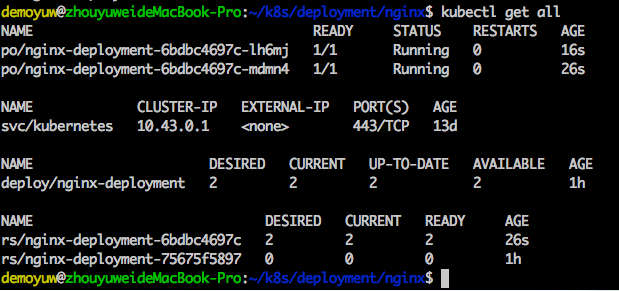 demoyuw@zhouyuweideMacBook-Pro:~/k8s/deployment/nginx$ kubectl get all
NAME READY STATUS RESTARTS AGE
po/nginx-deployment-6bdbc4697c-lh6mj 1/1 Running 0 16s
po/nginx-deployment-6bdbc4697c-mdmn4 1/1 Running 0 26s
NAME CLUSTER-IP EXTERNAL-IP PORT(S) AGE
svc/kubernetes 10.43.0.1 <none> 443/TCP 13d
NAME DESIRED CURRENT UP-TO-DATE AVAILABLE AGE
deploy/nginx-deployment 2 2 2 2 1h
NAME DESIRED CURRENT READY AGE
rs/nginx-deployment-6bdbc4697c 2 2 2 26s
rs/nginx-deployment-75675f5897 0 0 0 1h
demoyuw@zhouyuweideMacBook-Pro:~/k8s/deployment/nginx$